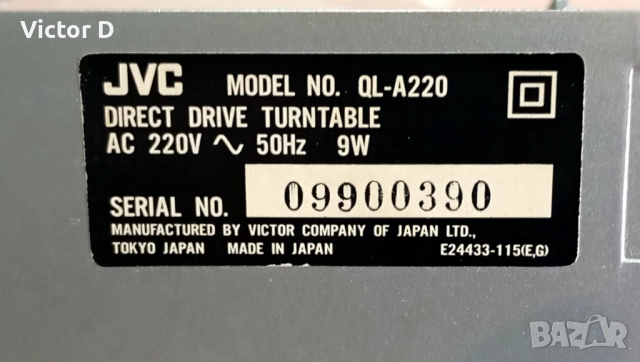 Victor D
JVC MODEL NO. QL-A220
DIRECT DRIVE TURNTABLE
AC 220V ~ 50Hz 9W
SERIAL NO. 09900390
MANUFACTURED BY VICTOR COMPANY OF JAPAN LTD.,
TOKYO JAPAN MADE IN JAPAN E24433-115(E,G)
BAZAR